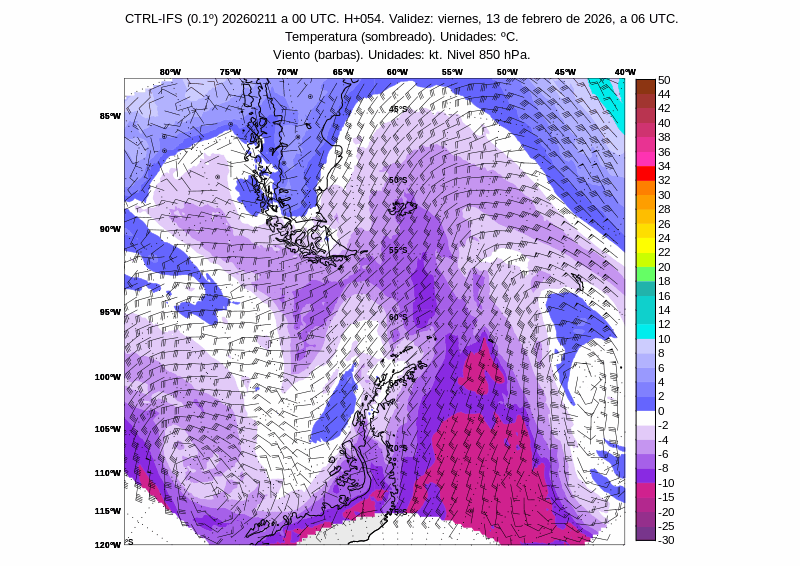 CTRL-IFS (0.1º) 20260211 a 00 UTC. H+054. Validez: viernes, 13 de febrero de 2026, a 06 UTC.
Temperatura (sombreado). Unidades: ºC.
Viento (barbas). Unidades: kt. Nivel 850 hPa.
80°W 75°W 70°W 65°W 60°W 55°W 50°W 45°W 40°W
85°W
90°W
95°W
100°W
105°W
110°W
115°W
120°W
45°S
50°S
55°S
60°S
65°S
70°S
75°S
°S
50
44
42
40
38
36
34
32
30
28
26
24
22
20
18
16
14
12
10
8
6
4
2
0
-2
-4
-6
-8
-10
-15
-20
-25
-30